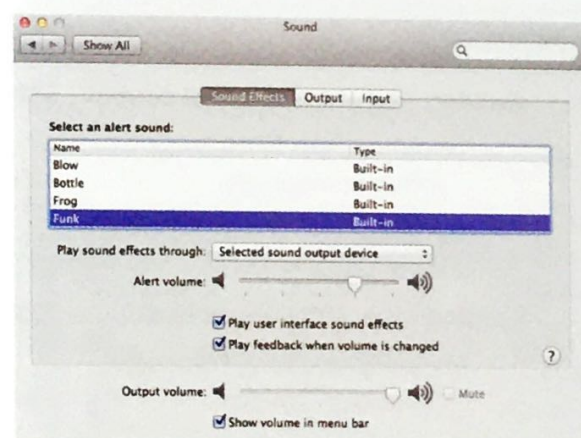 Sound
Show All
Sound Effects Output Input
Select an alert sound:
Name Type
Blow Built-in
Bottle Built-in
Frog Built-in
Funk Built-in
Play sound effects through: Selected sound output device
Alert volume:
Play user interface sound effects
Play feedback when volume is changed
?
Output volume: Mute
Show volume in menu bar